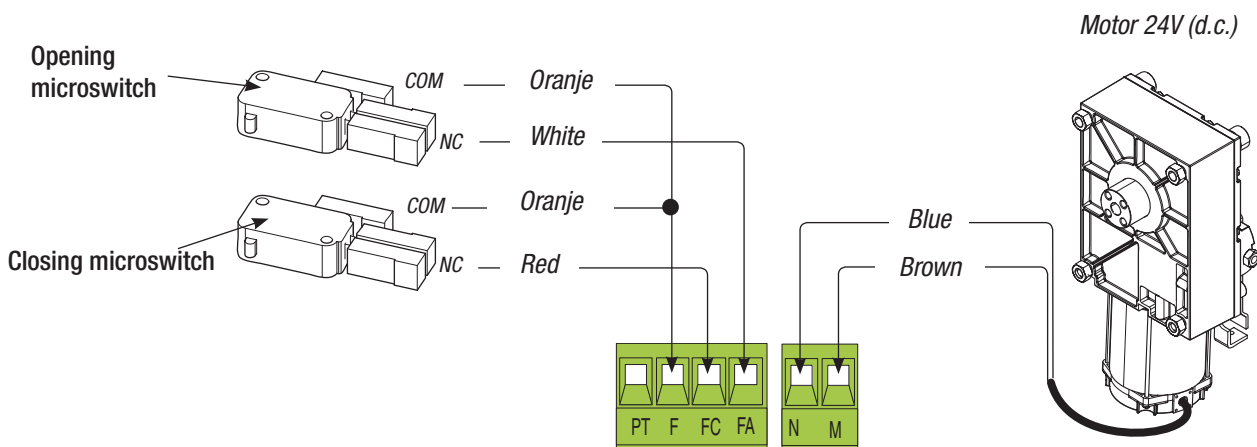 Motor 24V (d.c.)
Opening
microswitch
COM
Oranje
NC
White
COM
Oranje
Closing microswitch
NC
Red
Blue
Brown
PT F FC FA N M